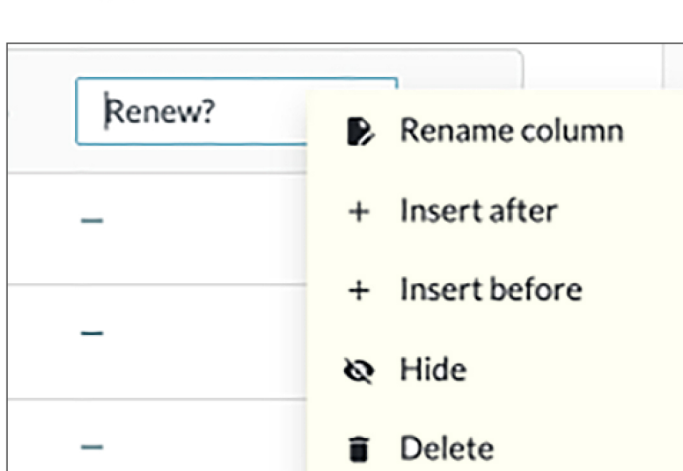 Renew?
Rename column
–
Insert after
Insert before
–
Hide
Delete
–